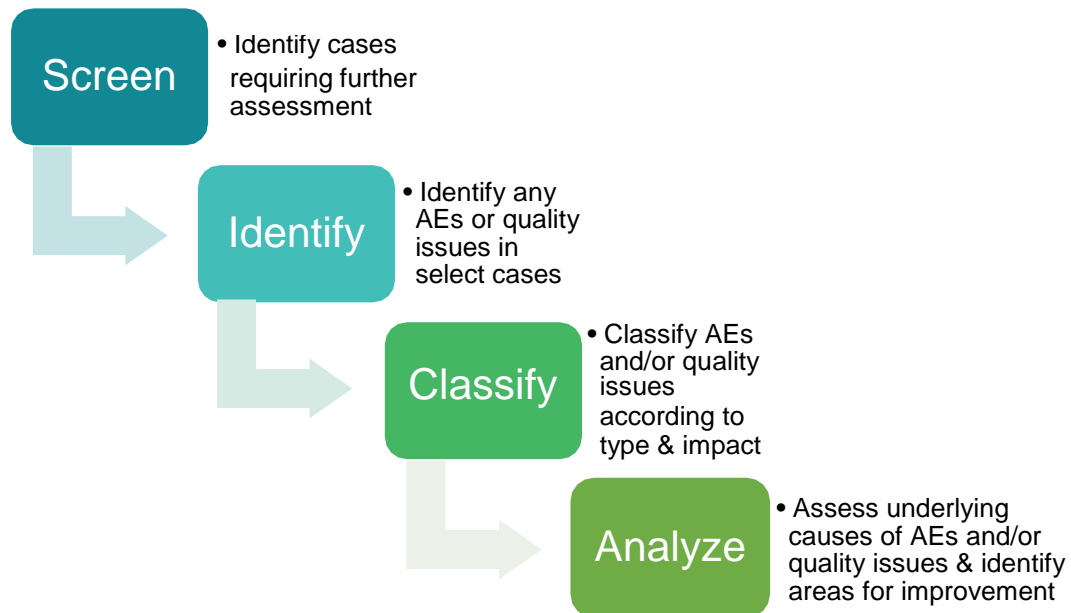 Screen
• Identify cases
requiring further
assessment
Identify
• Identify any
AEs or quality
issues in
select cases
Classify
• Classify AEs
and/or quality
issues
according to
type & impact
Analyze
• Assess underlying
causes of AEs and/or
quality issues & identify
areas for improvement